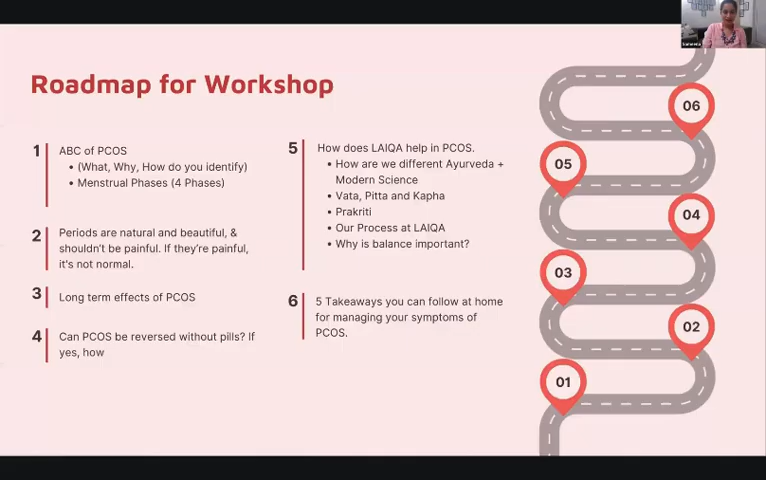 Roadmap for Workshop
1
ABC of PCOS
• (What, Why, How do you identify)
• Menstrual Phases (4 Phases)
2
Periods are natural and beautiful, &
shouldn't be painful. If they're painful,
it's not normal.
3
Long term effects of PCOS
4
Can PCOS be reversed without pills? If
yes, how
5
How does LAIQA help in PCOS.
• How are we different Ayurveda +
Modern Science
• Vata, Pitta and Kapha
• Prakriti
• Our Process at LAIQA
• Why is balance important?
6
5 Takeaways you can follow at home
for managing your symptoms of
PCOS.
06
05
04
03
02
01